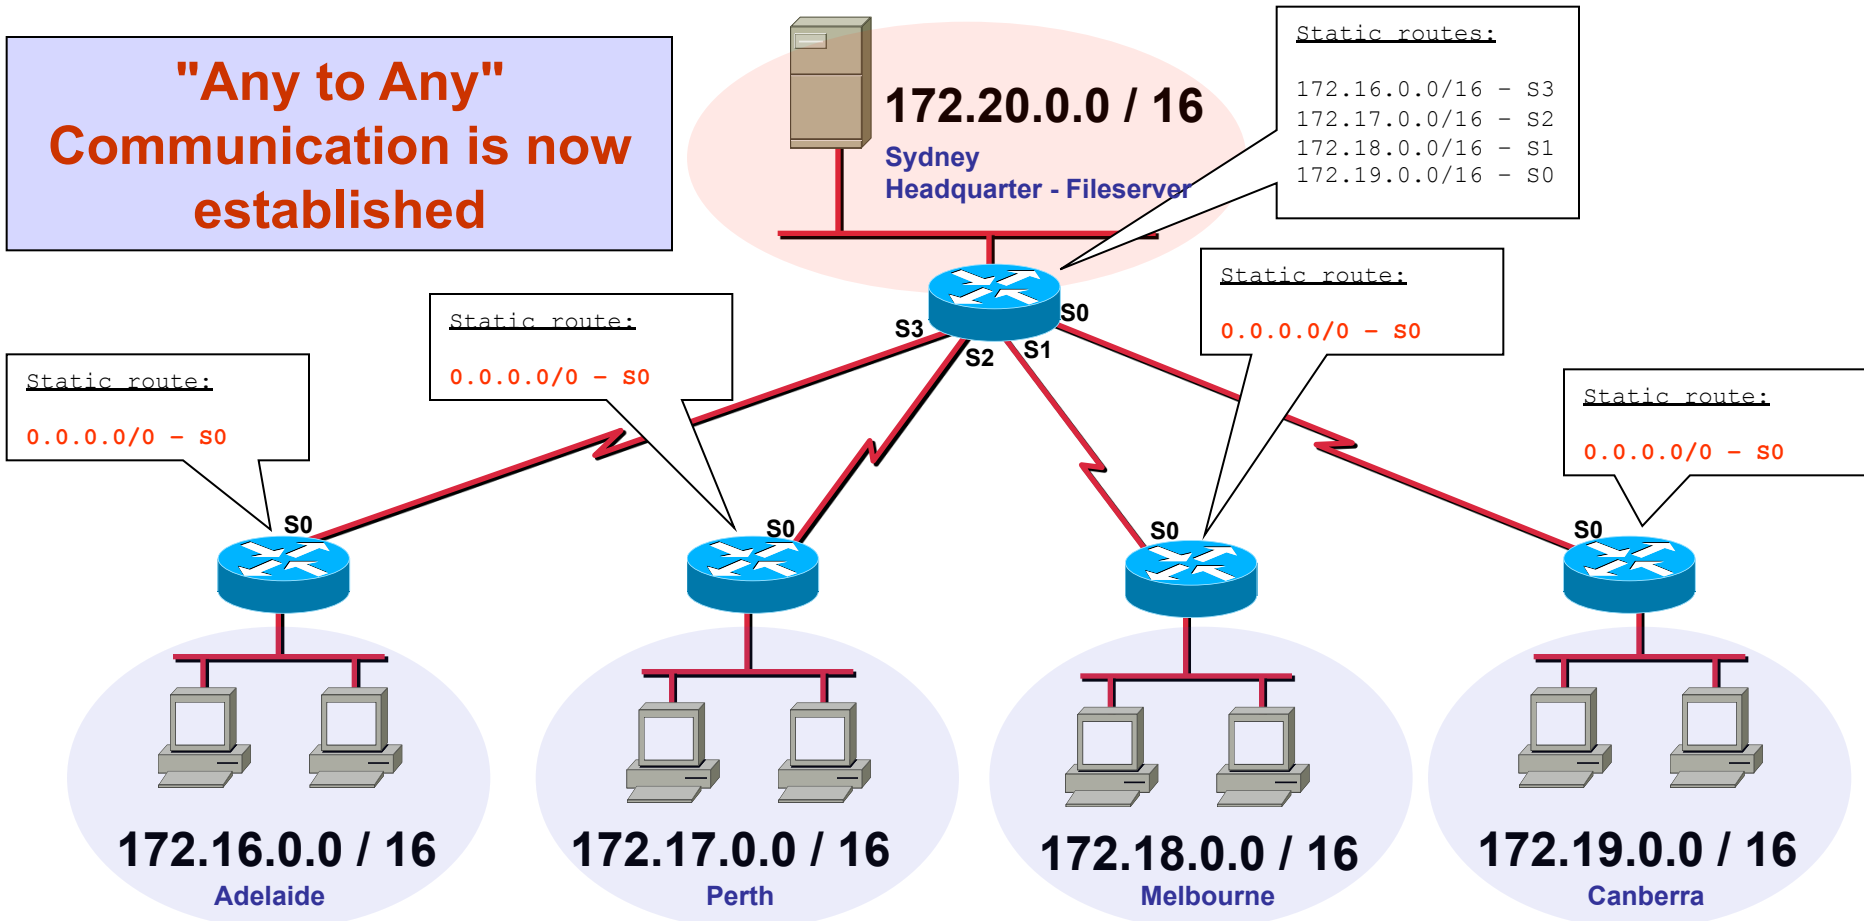 "Any to Any"
Communication is now
established
172.20.0.0 / 16
Sydney
Headquarter - Fileserver
Static routes:
172.16.0.0/16 – S3
172.17.0.0/16 – S2
172.18.0.0/16 – S1
172.19.0.0/16 – S0
S3
S2
S1
S0
Static route:
0.0.0.0/0 – S0
Static route:
0.0.0.0/0 – S0
Static route:
0.0.0.0/0 – S0
Static route:
0.0.0.0/0 – S0
S0
S0
S0
S0
172.16.0.0 / 16
Adelaide
172.17.0.0 / 16
Perth
172.18.0.0 / 16
Melbourne
172.19.0.0 / 16
Canberra